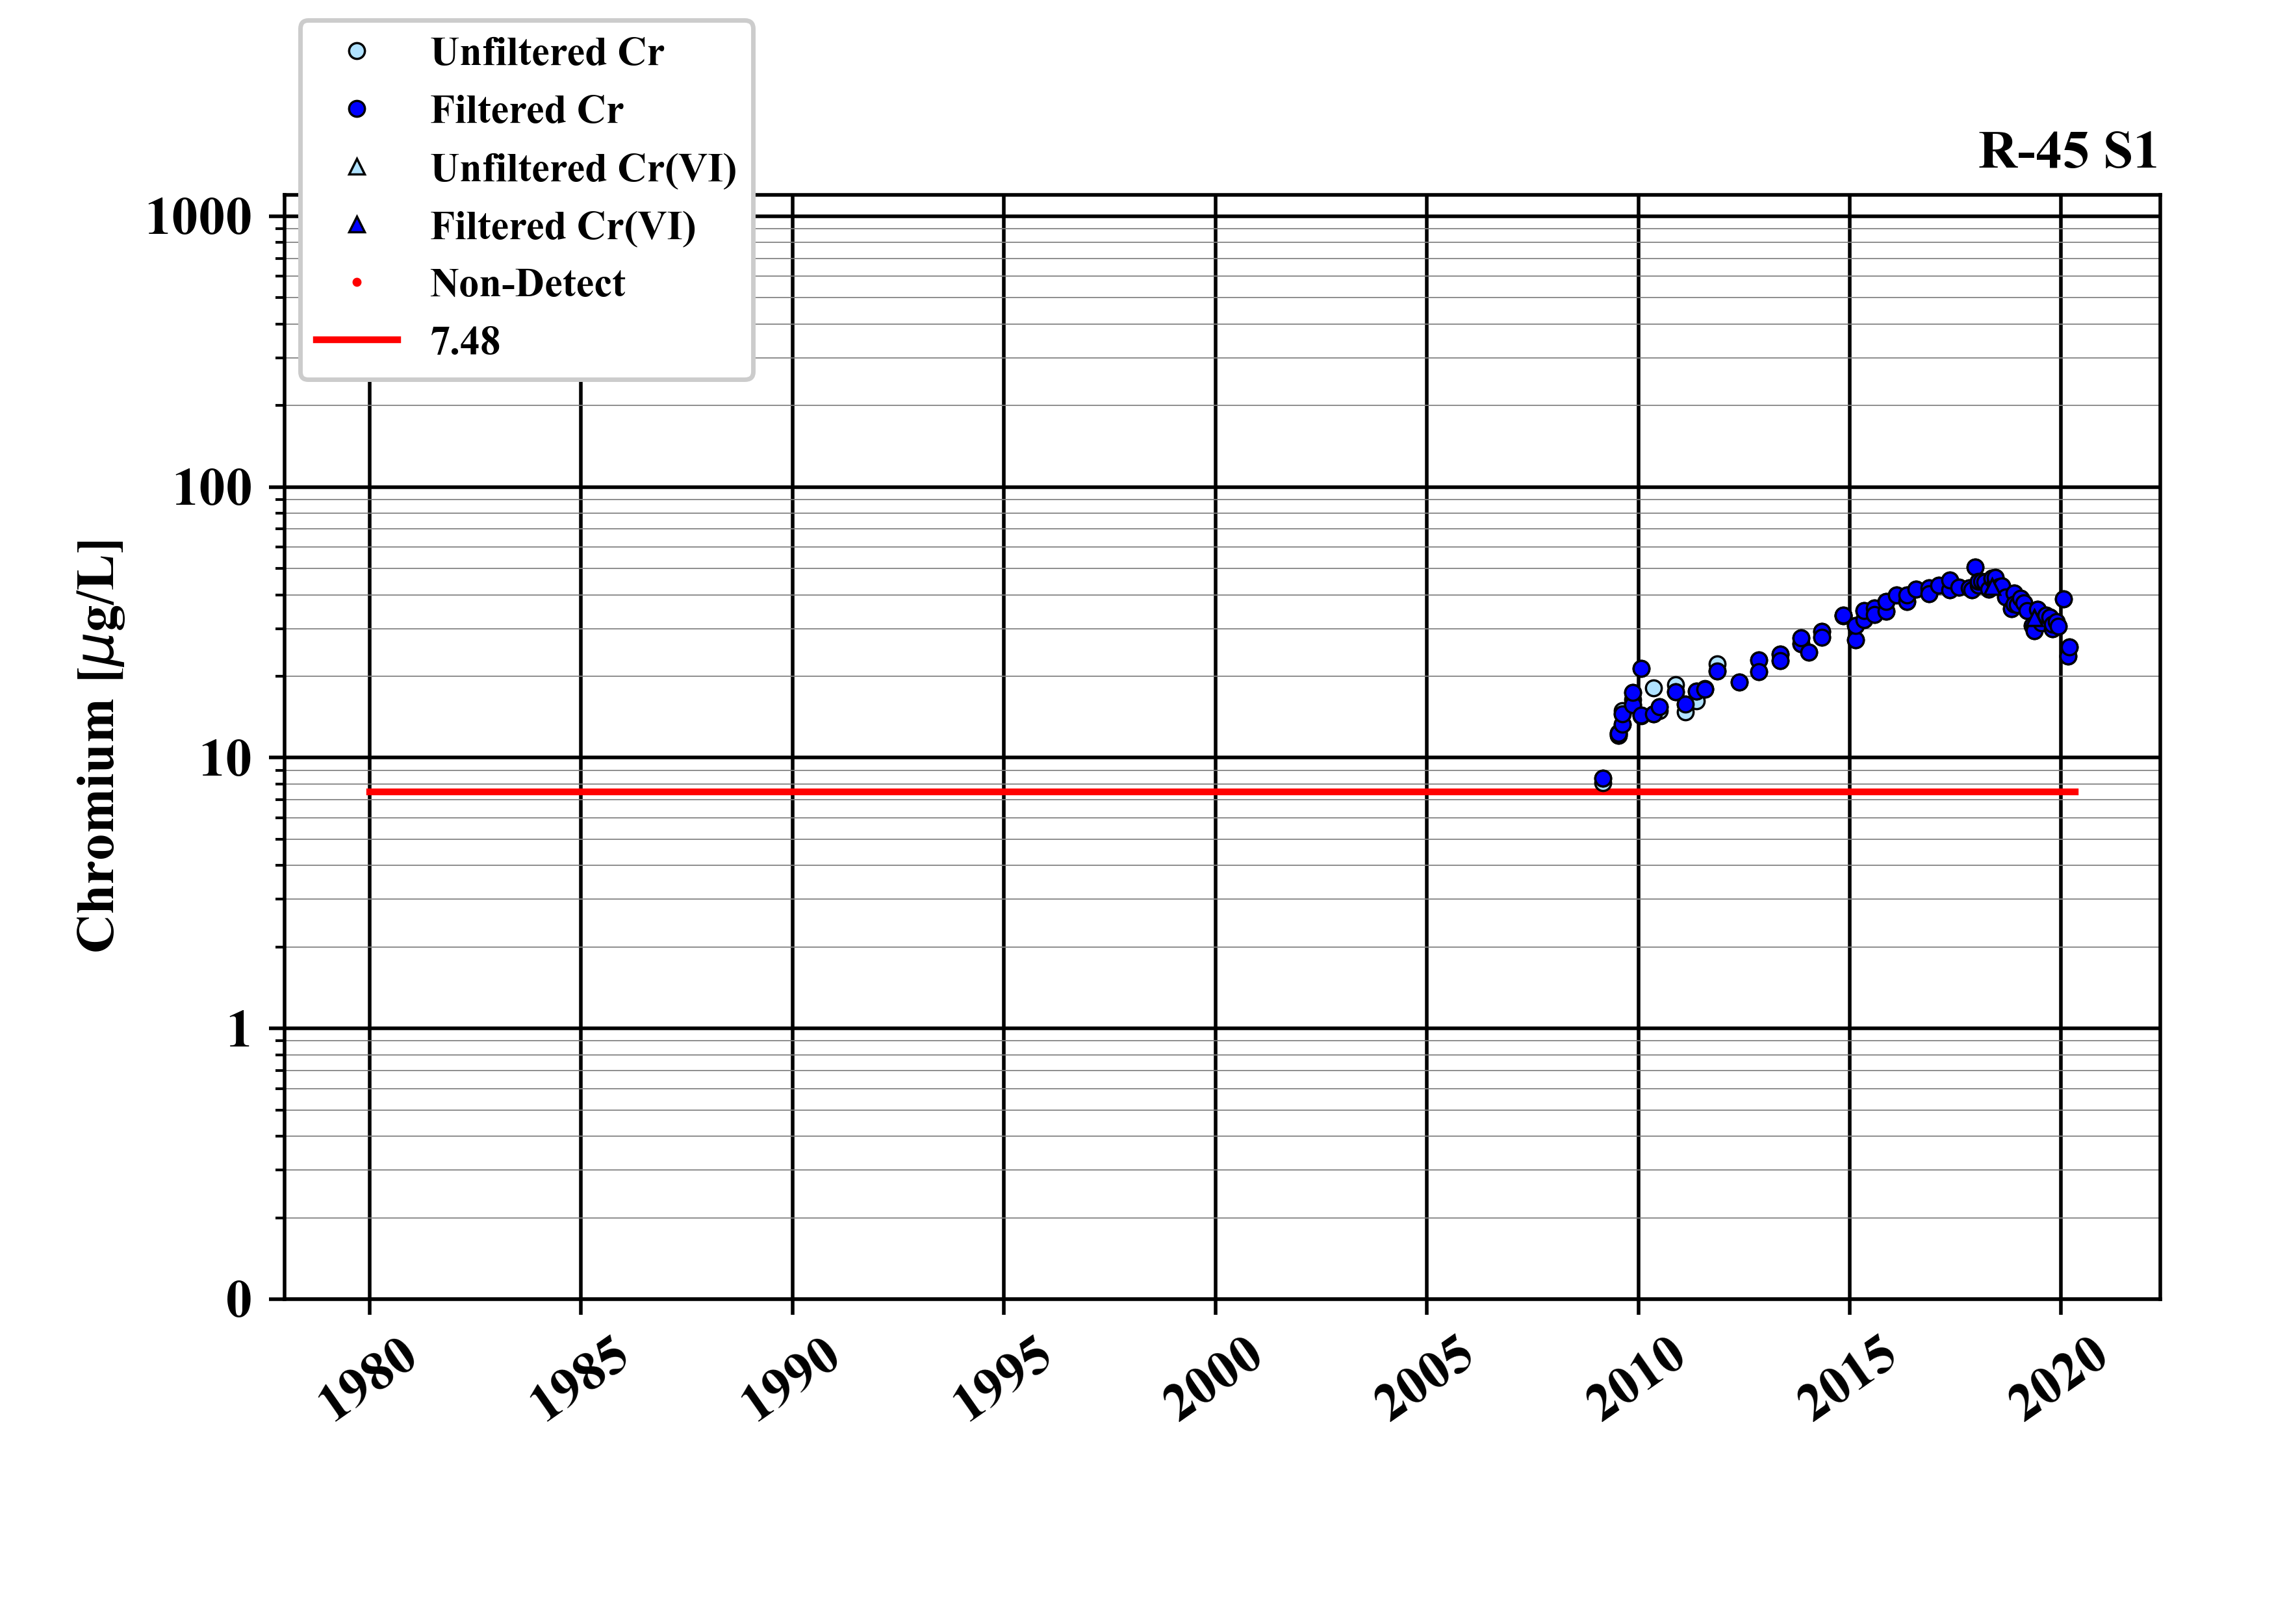 Unfiltered Cr
Filtered Cr
Unfiltered Cr(VI)
Filtered Cr(VI)
Non-Detect
7.48
R-45 S1
1000
100
10
1
0
Chromium [μg/L]
1980
1985
1990
1995
2000
2005
2010
2015
2020